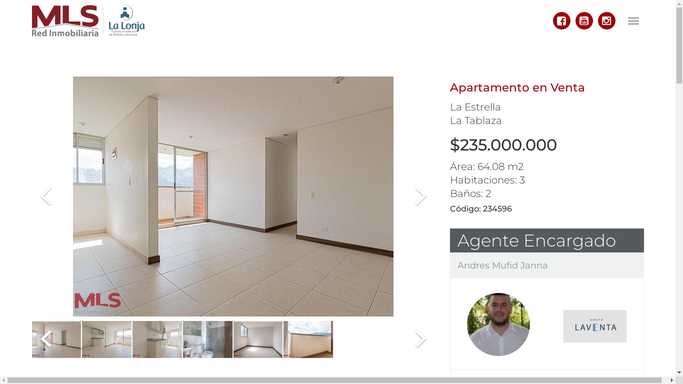 MLS
Red Inmobiliaria
La Lonja
Apartamento en Venta
La Estrella
La Tablaza
$235.000.000
Área: 64.08 m2
Habitaciones: 3
Baños: 2
Código: 234596
Agente Encargado
Andres Mufid Janna
LAVENTA
MLS